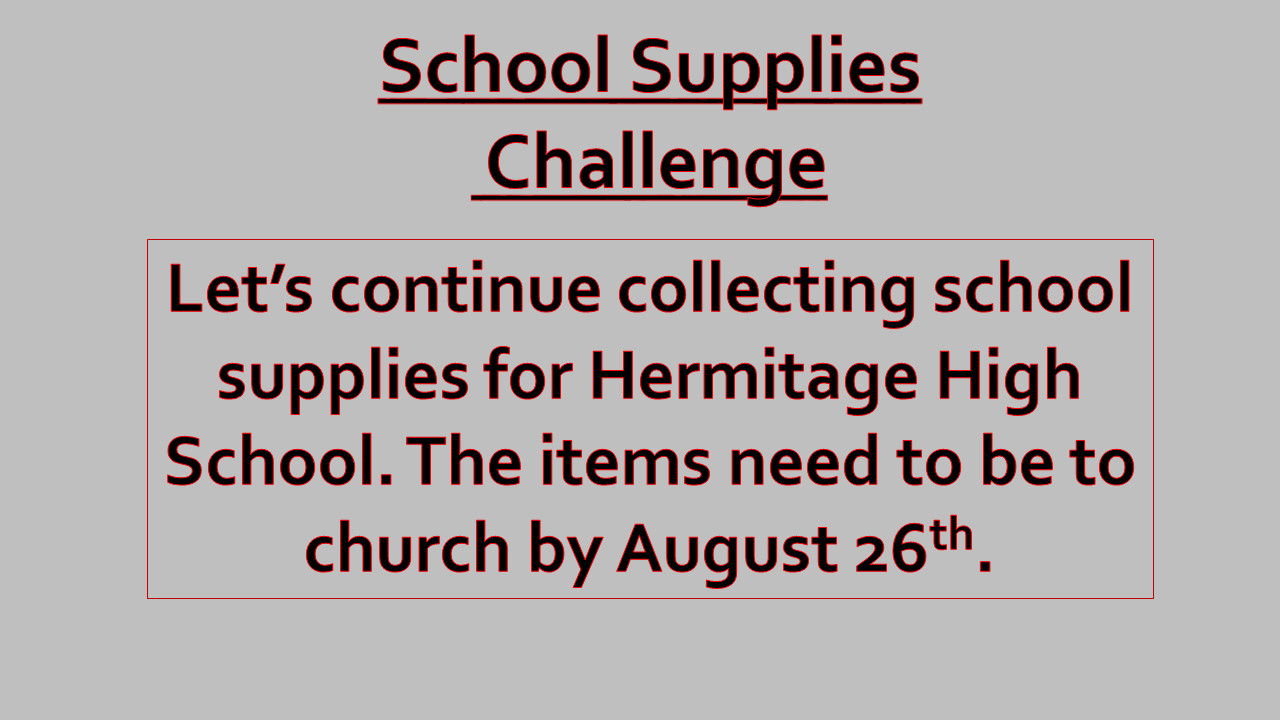 School Supplies
Challenge
Let’s continue collecting school
supplies for Hermitage High
School. The items need to be to
church by August 26th.